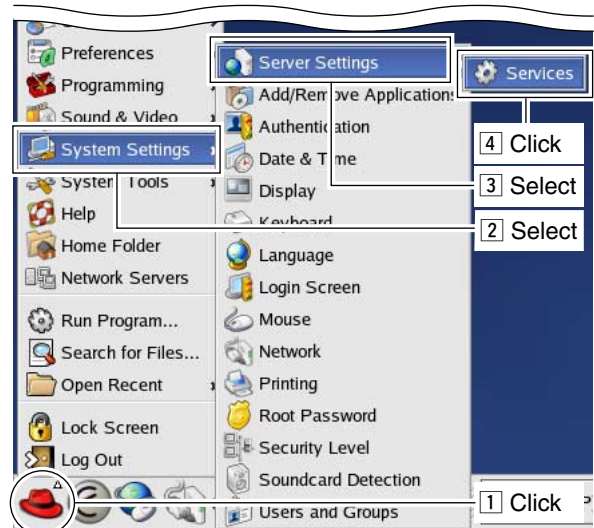 Preferences
Programming
Sound & Video
System Settings
System Tools
Help
Home Folder
Network Servers
Run Program...
Search for Files...
Open Recent
Lock Screen
Log Out
Server Settings
Add/Remove Applications
Authentication
Date & Time
Display
Keyboard
Language
Login Screen
Mouse
Network
Printing
Root Password
Security Level
Soundcard Detection
Users and Groups
Services
4 Click
3 Select
2 Select
1 Click